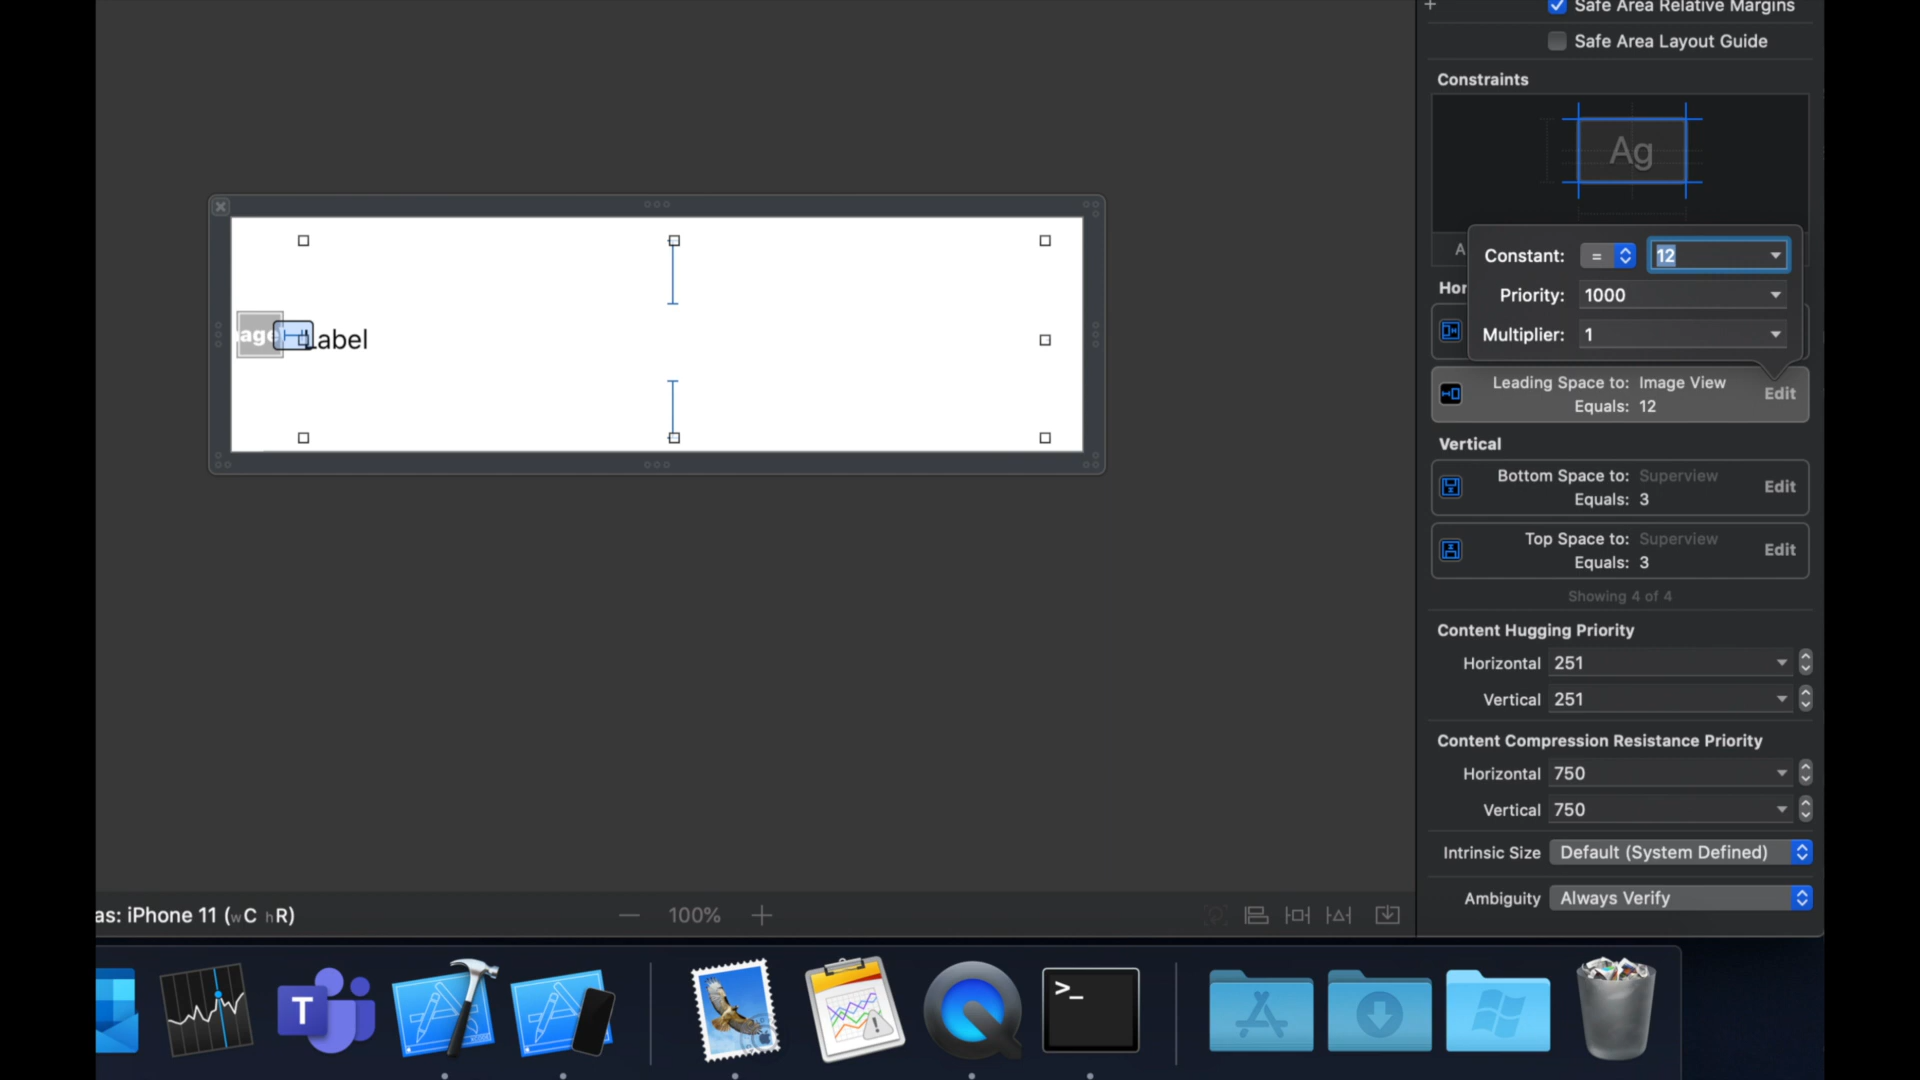 Safe Area Relative Margins
Safe Area Layout Guide
Constraints
Ag
A
Constant: = 12
Hor
Priority: 1000
Multiplier: 1
age
Label
Leading Space to: Image View
Equals: 12
Edit
Vertical
Bottom Space to: Superview
Equals: 3
Edit
Top Space to: Superview
Equals: 3
Edit
Showing 4 of 4
Content Hugging Priority
Horizontal 251
Vertical 251
Content Compression Resistance Priority
Horizontal 750
Vertical 750
Intrinsic Size Default (System Defined)
Ambiguity Always Verify
as: iPhone 11 (wC hR)
100%
T
>_